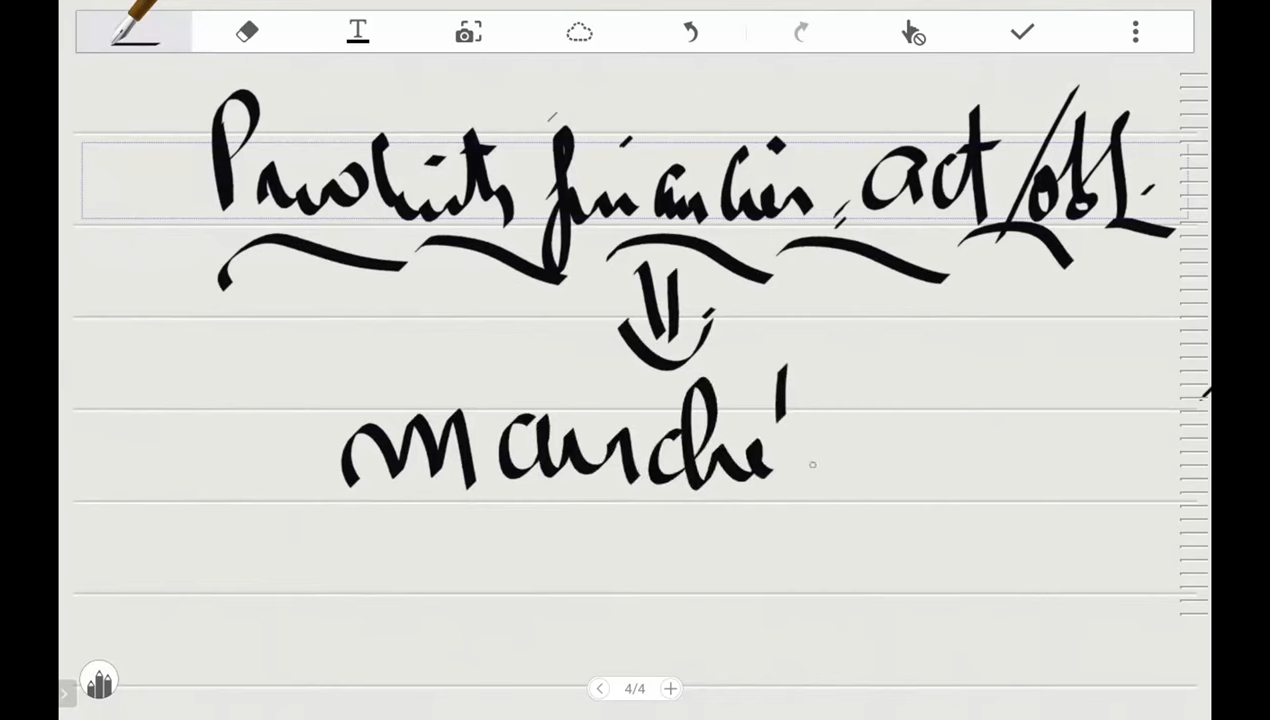 T
Produits financiers, act/obl.
marché
4/4